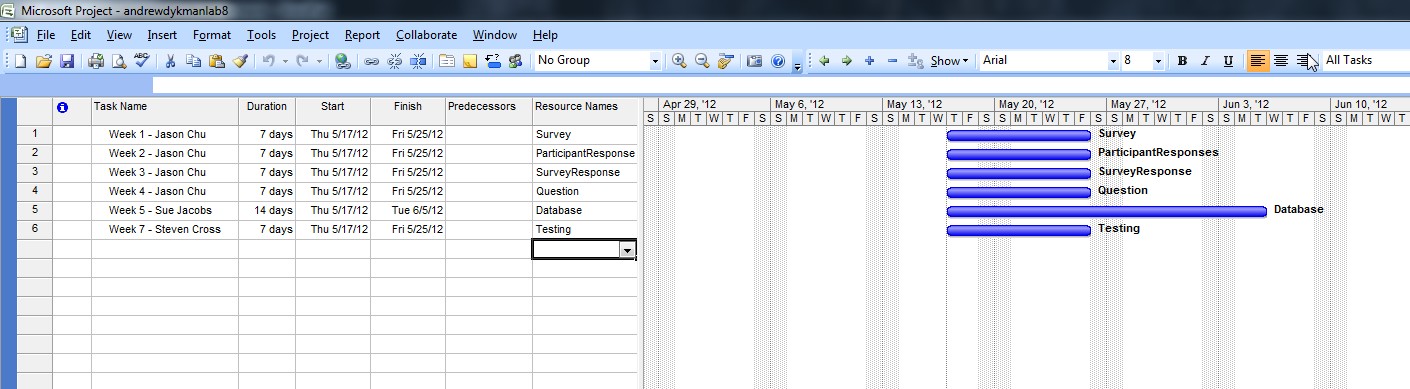 Microsoft Project - andrewdykmanlab8
File Edit View Insert Format Tools Project Report Collaborate Window Help
ABC No Group Show Arial 8 B I U All Tasks
Task Name Duration Start Finish Predecessors Resource Names Apr 29, '12 May 6, '12 May 13, '12 May 20, '12 May 27, '12 Jun 3, '12 Jun 10, '12
S S M T W T F S S M T W T F S S M T W T F S S M T W T F S S M T W T F S S M T W T F S S M T
1 Week 1 - Jason Chu 7 days Thu 5/17/12 Fri 5/25/12 Survey Survey
2 Week 2 - Jason Chu 7 days Thu 5/17/12 Fri 5/25/12 ParticipantResponse ParticipantResponses
3 Week 3 - Jason Chu 7 days Thu 5/17/12 Fri 5/25/12 SurveyResponse SurveyResponse
4 Week 4 - Jason Chu 7 days Thu 5/17/12 Fri 5/25/12 Question Question
5 Week 5 - Sue Jacobs 14 days Thu 5/17/12 Tue 6/5/12 Database Database
6 Week 7 - Steven Cross 7 days Thu 5/17/12 Fri 5/25/12 Testing Testing